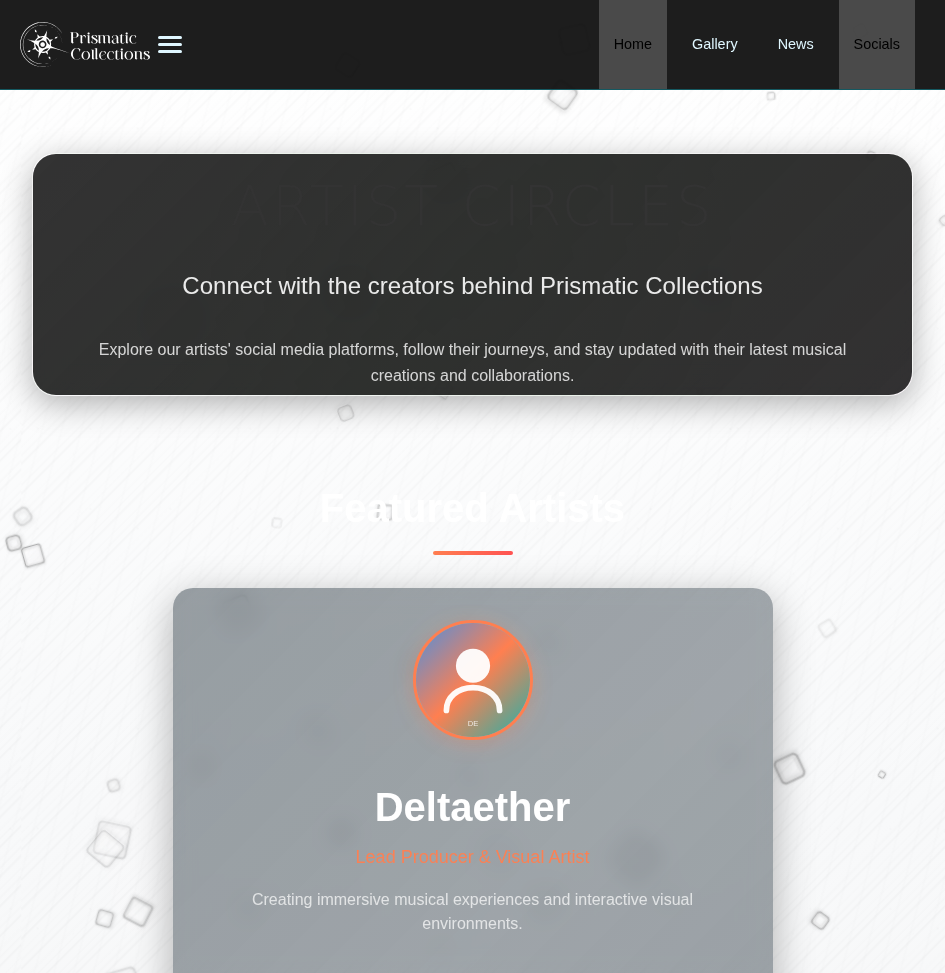 Prismatic
Collections
Home
Gallery
News
Socials
ARTIST CIRCLES
Connect with the creators behind Prismatic Collections
Explore our artists' social media platforms, follow their journeys, and stay updated with their latest musical
creations and collaborations.
Featured Artists
DE
Deltaether
Lead Producer & Visual Artist
Creating immersive musical experiences and interactive visual
environments.